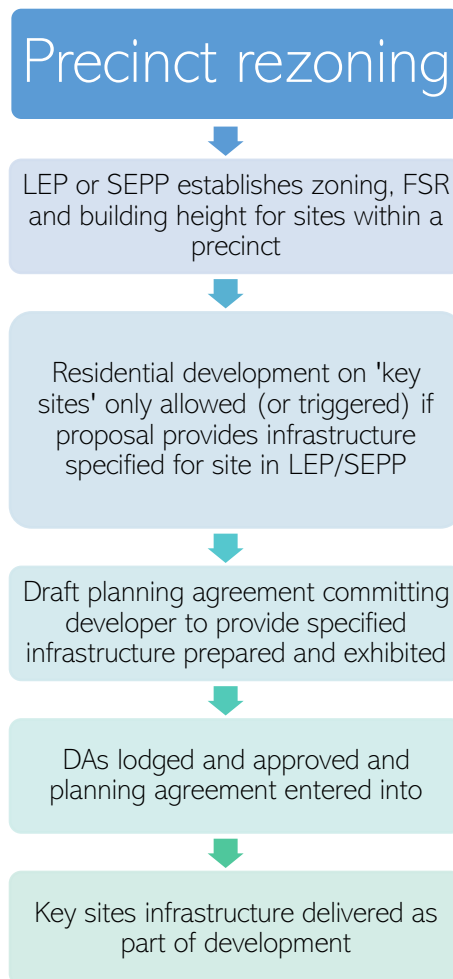 Precinct rezoning
LEP or SEPP establishes zoning, FSR
and building height for sites within a
precinct
Residential development on 'key
sites' only allowed (or triggered) if
proposal provides infrastructure
specified for site in LEP/SEPP
Draft planning agreement committing
developer to provide specified
infrastructure prepared and exhibited
DAs lodged and approved and
planning agreement entered into
Key sites infrastructure delivered as
part of development